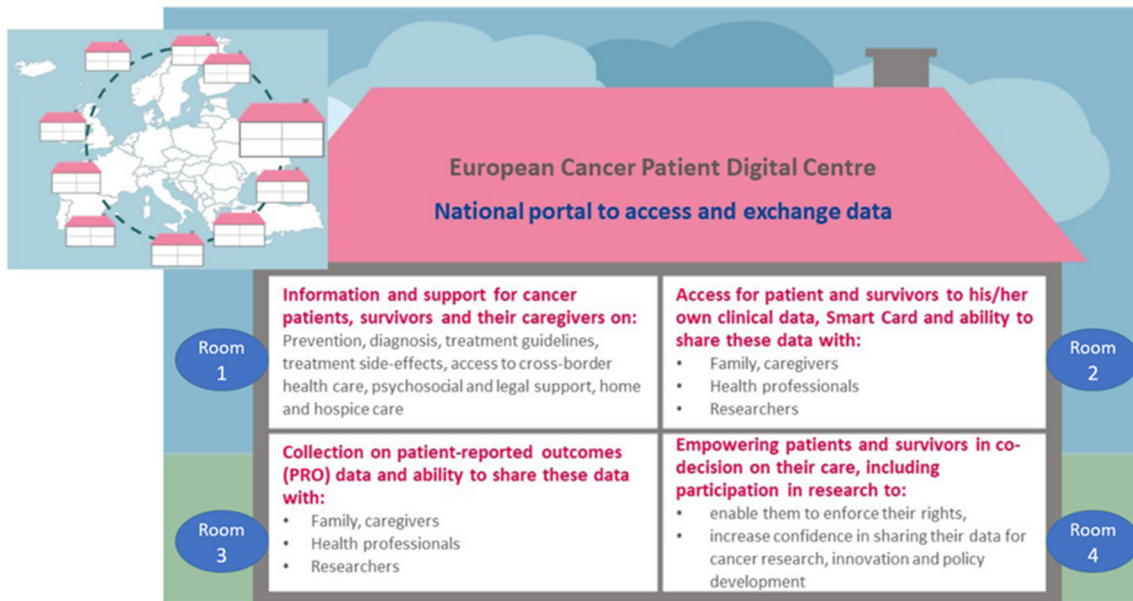 European Cancer Patient Digital Centre
National portal to access and exchange data
Room
1
Information and support for cancer
patients, survivors and their caregivers on:
Prevention, diagnosis, treatment guidelines,
treatment side-effects, access to cross-border
health care, psychosocial and legal support, home
and hospice care
Access for patient and survivors to his/her
own clinical data, Smart Card and ability to
share these data with:
• Family, caregivers
• Health professionals
• Researchers
Room
2
Room
3
Collection on patient-reported outcomes
(PRO) data and ability to share these data
with:
• Family, caregivers
• Health professionals
• Researchers
Empowering patients and survivors in co-
decision on their care, including
participation in research to:
• enable them to enforce their rights,
• increase confidence in sharing their data for
cancer research, innovation and policy
development
Room
4